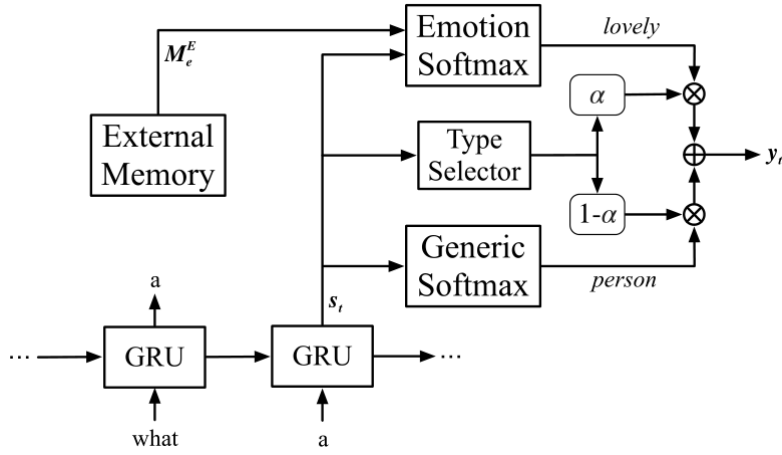 Emotion
Softmax
lovely
M_e^E
α
External
Memory
Type
Selector
y_t
1-α
Generic
Softmax
person
a
s_t
...
GRU
GRU
...
what
a